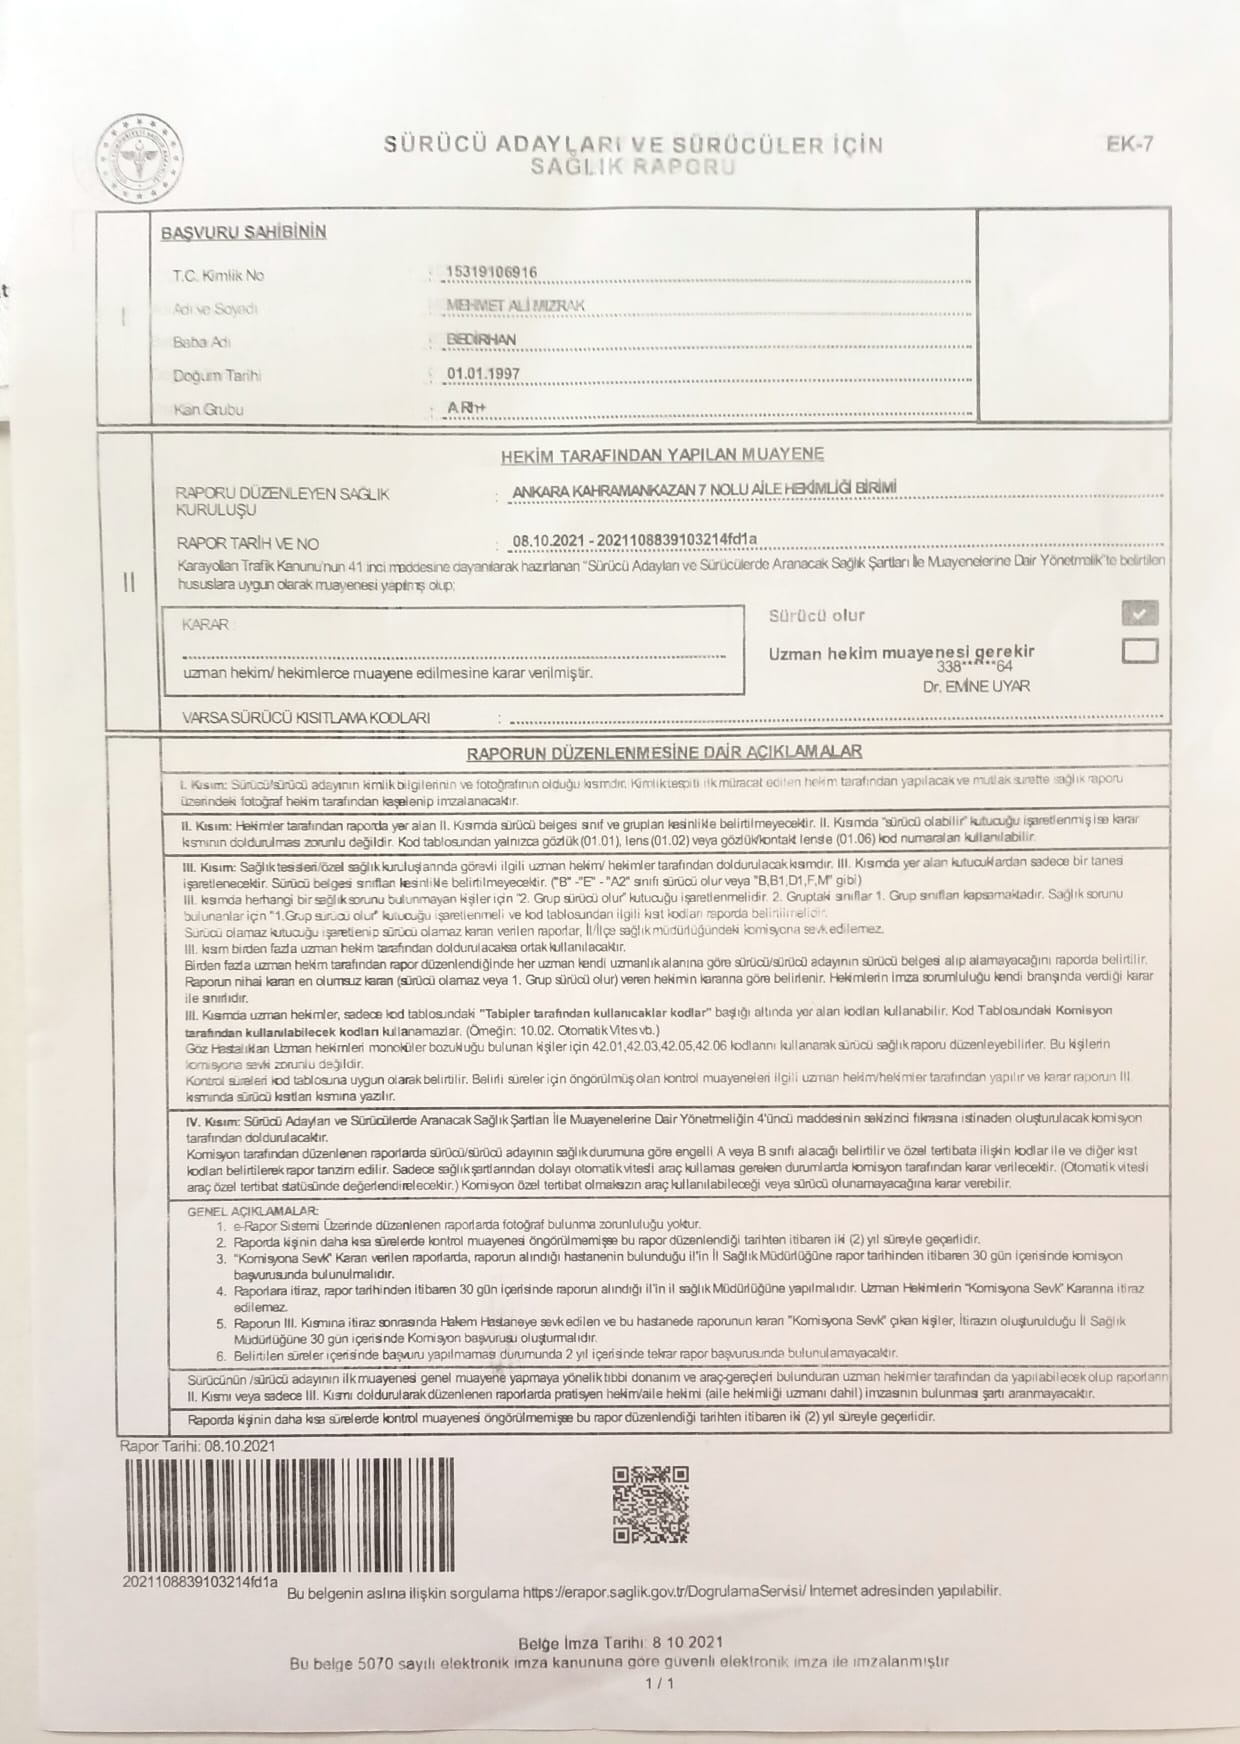 SÜRÜCÜ ADAYLARI VE SÜRÜCÜLER İÇİN
SAĞLIK RAPORU
EK-7
BAŞVURU SAHİBİNİN
I
T.C. Kimlik No : 15319106916
Adı ve Soyadı : MEHMET ALİ MIZRAK
Baba Adı : BEDİRHAN
Doğum Tarihi : 01.01.1997
Kan Grubu : A Rh+
II
HEKİM TARAFINDAN YAPILAN MUAYENE
RAPORU DÜZENLEYEN SAĞLIK : ANKARA KAHRAMANKAZAN 7 NOLU AİLE HEKİMLİĞİ BİRİMİ
KURULUŞU
RAPOR TARİH VE NO : 08.10.2021 - 2021108839103214fd1a
Karayolları Trafik Kanunu'nun 41 inci maddesine dayanılarak hazırlanan "Sürücü Adayları ve Sürücülerde Aranacak Sağlık Şartları İle Muayenelerine Dair Yönetmelik"te belirtilen
hususlara uygun olarak muayenesi yapılmış olup;
KARAR
uzman hekim/ hekimlerce muayene edilmesine karar verilmiştir.
Sürücü olur
Uzman hekim muayenesi gerekir
338******64
Dr. EMİNE UYAR
VARSA SÜRÜCÜ KISITLAMA KODLARI :
RAPORUN DÜZENLENMESİNE DAİR AÇIKLAMALAR
I. Kısım: Sürücü/sürücü adayının kimlik bilgilerinin ve fotoğrafının olduğu kısımdır. Kimlik tespiti ilk müracat edilen hekim tarafından yapılacak ve mutlak surette sağlık raporu
üzerindeki fotoğraf hekim tarafından kaşelenip imzalanacaktır.
II. Kısım: Hekimler tarafından raporda yer alan II. Kısımda sürücü belgesi sınıf ve grupları kesinlikle belirtilmeyecektir. II. Kısımda "sürücü olabilir" kutucuğu işaretlenmiş ise karar
kısmının doldurulması zorunlu değildir. Kod tablosundan yalnızca gözlük (01.01), lens (01.02) veya gözlük/kontakt lensle (01.06) kod numaraları kullanılabilir.
III. Kısım: Sağlık tesisleri/özel sağlık kuruluşlarında görevli ilgili uzman hekim/ hekimler tarafından doldurulacak kısımdır. III. Kısımda yer alan kutucuklardan sadece bir tanesi
işaretlenecektir. Sürücü belgesi sınıfları kesinlikle belirtilmeyecektir. ("B" -"E" - "A2" sınıfı sürücü olur veya "B,B1,D1,F,M" gibi)
III. kısımda herhangi bir sağlık sorunu bulunmayan kişiler için "2. Grup sürücü olur" kutucuğu işaretlenmelidir. 2. Gruptaki sınıflar 1. Grup sınıfları kapsamaktadır. Sağlık sorunu
bulunanlar için "1.Grup sürücü olur" kutucuğu işaretlenmeli ve kod tablosundan ilgili kısıt kodları raporda belirtilmelidir.
Sürücü olamaz kutucuğu işaretlenip sürücü olamaz kararı verilen raporlar, İl/İlçe sağlık müdürlüğündeki komisyona sevk edilemez.
III. kısım birden fazla uzman hekim tarafından doldurulacaksa ortak kullanılacaktır.
Birden fazla uzman hekim tarafından rapor düzenlendiğinde her uzman kendi uzmanlık alanına göre sürücü/sürücü adayının sürücü belgesi alıp alamayacağını raporda belirtilir.
Raporun nihai kararı en olumsuz kararı (sürücü olamaz veya 1. Grup sürücü olur) veren hekimin kararına göre belirlenir. Hekimlerin imza sorumluluğu kendi branşında verdiği karar
ile sınırlıdır.
III. Kısımda uzman hekimler, sadece kod tablosundaki "Tabipler tarafından kullanılacaklar kodlar" başlığı altında yer alan kodları kullanabilir. Kod Tablosundaki Komisyon
tarafından kullanılabilecek kodları kullanamazlar. (Örneğin: 10.02. Otomatik Vites vb.)
Göz Hastalıkları Uzman hekimleri monoküler bozukluğu bulunan kişiler için 42.01,42.03,42.05,42.06 kodlarını kullanarak sürücü sağlık raporu düzenleyebilirler. Bu kişilerin
komisyona sevki zorunlu değildir.
Kontrol süreleri kod tablosuna uygun olarak belirtilir. Belirli süreler için öngörülmüş olan kontrol muayeneleri ilgili uzman hekim/hekimler tarafından yapılır ve karar raporun III.
kısmında sürücü kısıtları kısmına yazılır.
IV. Kısım: Sürücü Adayları ve Sürücülerde Aranacak Sağlık Şartları İle Muayenelerine Dair Yönetmeliğin 4'üncü maddesinin sekizinci fıkrasına istinaden oluşturulacak komisyon
tarafından doldurulacaktır.
Komisyon tarafından düzenlenen raporlarda sürücü/sürücü adayının sağlık durumuna göre engelli A veya B sınıfı alacağı belirtilir ve özel tertibata ilişkin kodlar ile ve diğer kısıt
kodları belirtilerek rapor tanzim edilir. Sadece sağlık şartlarından dolayı otomatik vitesli araç kullaması gereken durumlarda komisyon tarafından karar verilecektir. (Otomatik vitesli
araç özel tertibat statüsünde değerlendirelecektir.) Komisyon özel tertibat olmaksızın araç kullanılabileceği veya sürücü olunamayacağına karar verebilir.
GENEL AÇIKLAMALAR:
1. e-Rapor Sistemi Üzerinde düzenlenen raporlarda fotoğraf bulunma zorunluluğu yoktur.
2. Raporda kişinin daha kısa sürelerde kontrol muayenesi öngörülmemişse bu rapor düzenlendiği tarihten itibaren iki (2) yıl süreyle geçerlidir.
3. "Komisyona Sevk" Kararı verilen raporlarda, raporun alındığı hastanenin bulunduğu il'in İl Sağlık Müdürlüğüne rapor tarihinden itibaren 30 gün içerisinde komisyon
başvurusunda bulunulmalıdır.
4. Raporlara itiraz, rapor tarihinden itibaren 30 gün içerisinde raporun alındığı il'in il sağlık Müdürlüğüne yapılmalıdır. Uzman Hekimlerin "Komisyona Sevk" Kararına itiraz
edilemez.
5. Raporun III. Kısmına itiraz sonrasında Hakem Hastaneye sevk edilen ve bu hastanede raporunun kararı "Komisyona Sevk" çıkan kişiler, İtirazın oluşturulduğu İl Sağlık
Müdürlüğüne 30 gün içerisinde Komisyon başvurusu oluşturmalıdır.
6. Belirtilen süreler içerisinde başvuru yapılmaması durumunda 2 yıl içerisinde tekrar rapor başvurusunda bulunulamayacaktır.
Sürücünün /sürücü adayının ilk muayenesi genel muayene yapmaya yönelik tıbbi donanım ve araç-gereçleri bulunduran uzman hekimler tarafından da yapılabilecek olup raporların
II. Kısmı veya sadece III. Kısmı doldurularak düzenlenen raporlarda pratisyen hekim/aile hekimi (aile hekimliği uzmanı dahil) imzasının bulunması şartı aranmayacaktır.
Raporda kişinin daha kısa sürelerde kontrol muayenesi öngörülmemişse bu rapor düzenlendiği tarihten itibaren iki (2) yıl süreyle geçerlidir.
Rapor Tarihi: 08.10.2021
2021108839103214fd1a
Bu belgenin aslına ilişkin sorgulama https://erapor.saglik.gov.tr/DogrulamaServisi/ Internet adresinden yapılabilir.
Belge İmza Tarihi: 8 10.2021
Bu belge 5070 sayılı elektronik imza kanununa göre güvenli elektronik imza ile imzalanmıştır
1 / 1